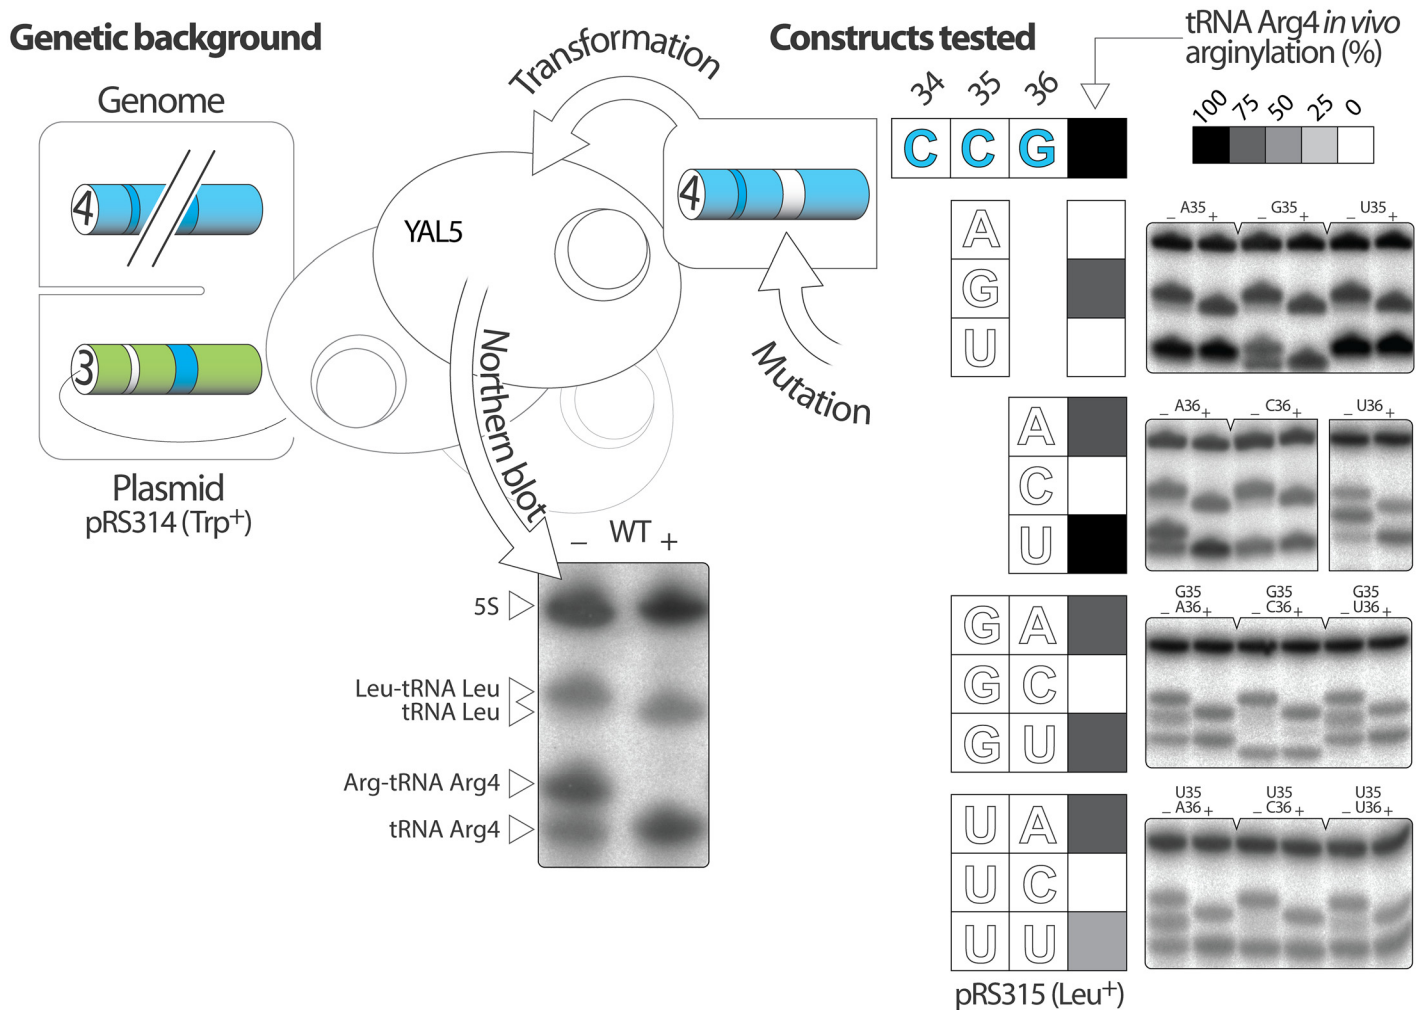 Genetic background
Genome
4
3
Plasmid
pRS314 (Trp+)
Transformation
YAL5
4
Mutation
Northern blot
– WT +
5S
Leu-tRNA Leu
tRNA Leu
Arg-tRNA Arg4
tRNA Arg4
Constructs tested
tRNA Arg4 in vivo
arginylation (%)
100 75 50 25 0
34 35 36
C C G
A
G
U
– A35 + – G35 + – U35 +
A
C
U
– A36 + – C36 + – U36 +
G A
G C
G U
G35 G35 G35
– A36 + – C36 + – U36 +
U A
U C
U U
U35 U35 U35
– A36 + – C36 + – U36 +
pRS315 (Leu+)